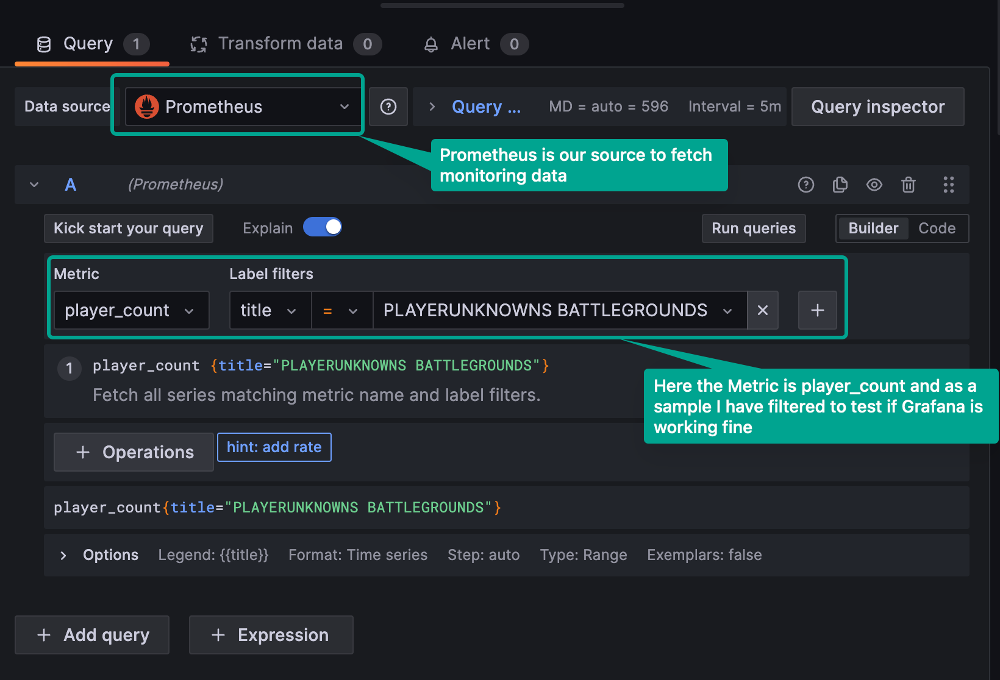 Query 1 Transform data 0 Alert 0
Data source Prometheus Query ... MD = auto = 596 Interval = 5m Query inspector
Prometheus is our source to fetch
monitoring data
A (Prometheus)
Kick start your query Explain Run queries Builder Code
Metric Label filters
player_count title = PLAYERUNKNOWNS BATTLEGROUNDS
1 player_count {title="PLAYERUNKNOWNS BATTLEGROUNDS"}
Fetch all series matching metric name and label filters.
Here the Metric is player_count and as a
sample I have filtered to test if Grafana is
working fine
+ Operations hint: add rate
player_count{title="PLAYERUNKNOWNS BATTLEGROUNDS"}
Options Legend: {{title}} Format: Time series Step: auto Type: Range Exemplars: false
+ Add query + Expression